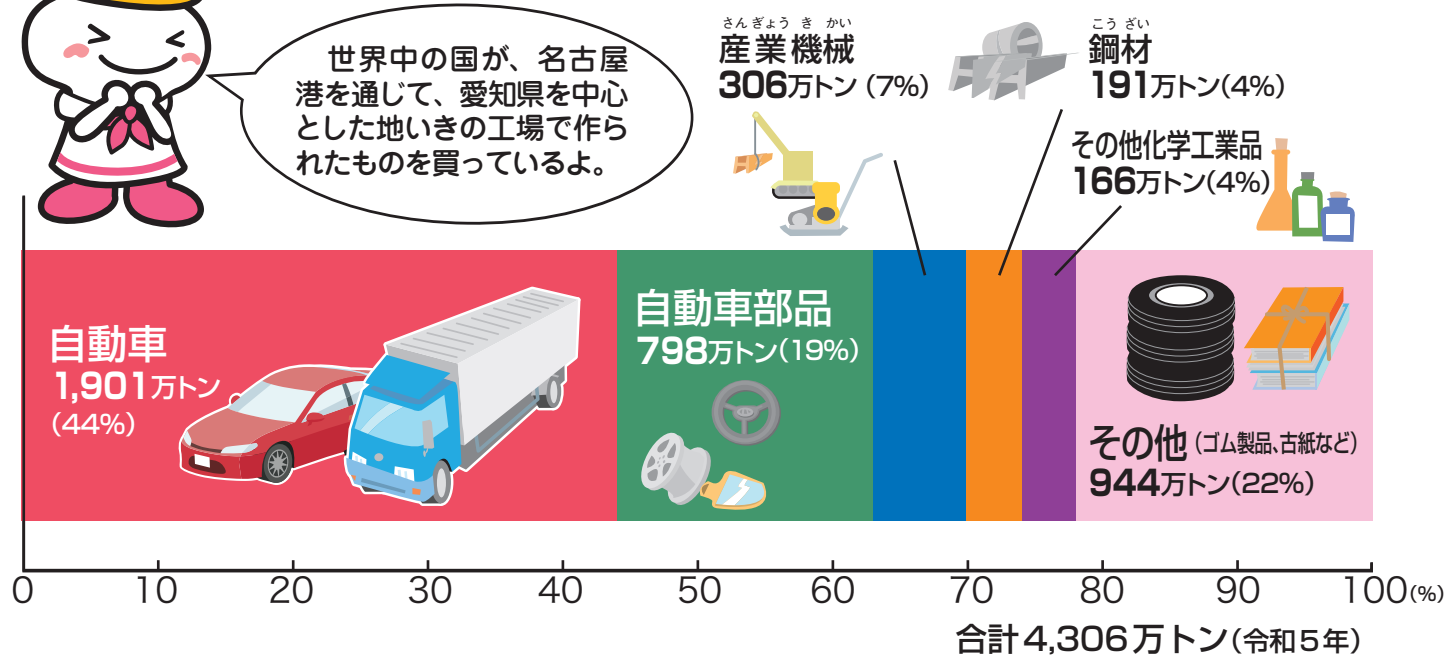 世界中の国が、名古屋
港を通じて、愛知県を中心
とした地いきの工場で作ら
れたものを買っているよ。
さんぎょうきかい
産業機械
306万トン(7%)
こうざい
鋼材
191万トン(4%)
その他化学工業品
166万トン(4%)
自動車
1,901万トン
(44%)
自動車部品
798万トン(19%)
その他(ゴム製品、古紙など)
944万トン(22%)
0 10 20 30 40 50 60 70 80 90 100(%)
合計4,306万トン(令和5年)